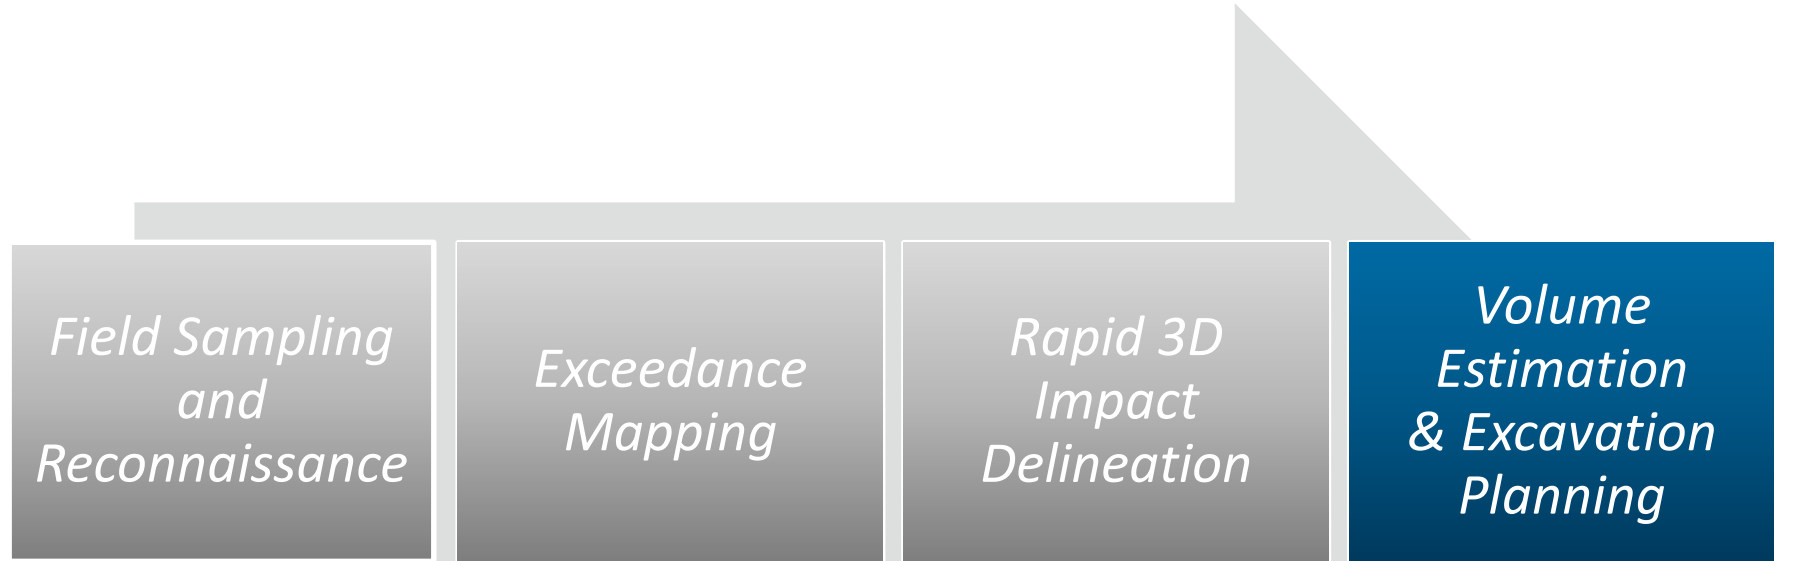 Field Sampling
and
Reconnaissance
Exceedance
Mapping
Rapid 3D
Impact
Delineation
Volume
Estimation
& Excavation
Planning